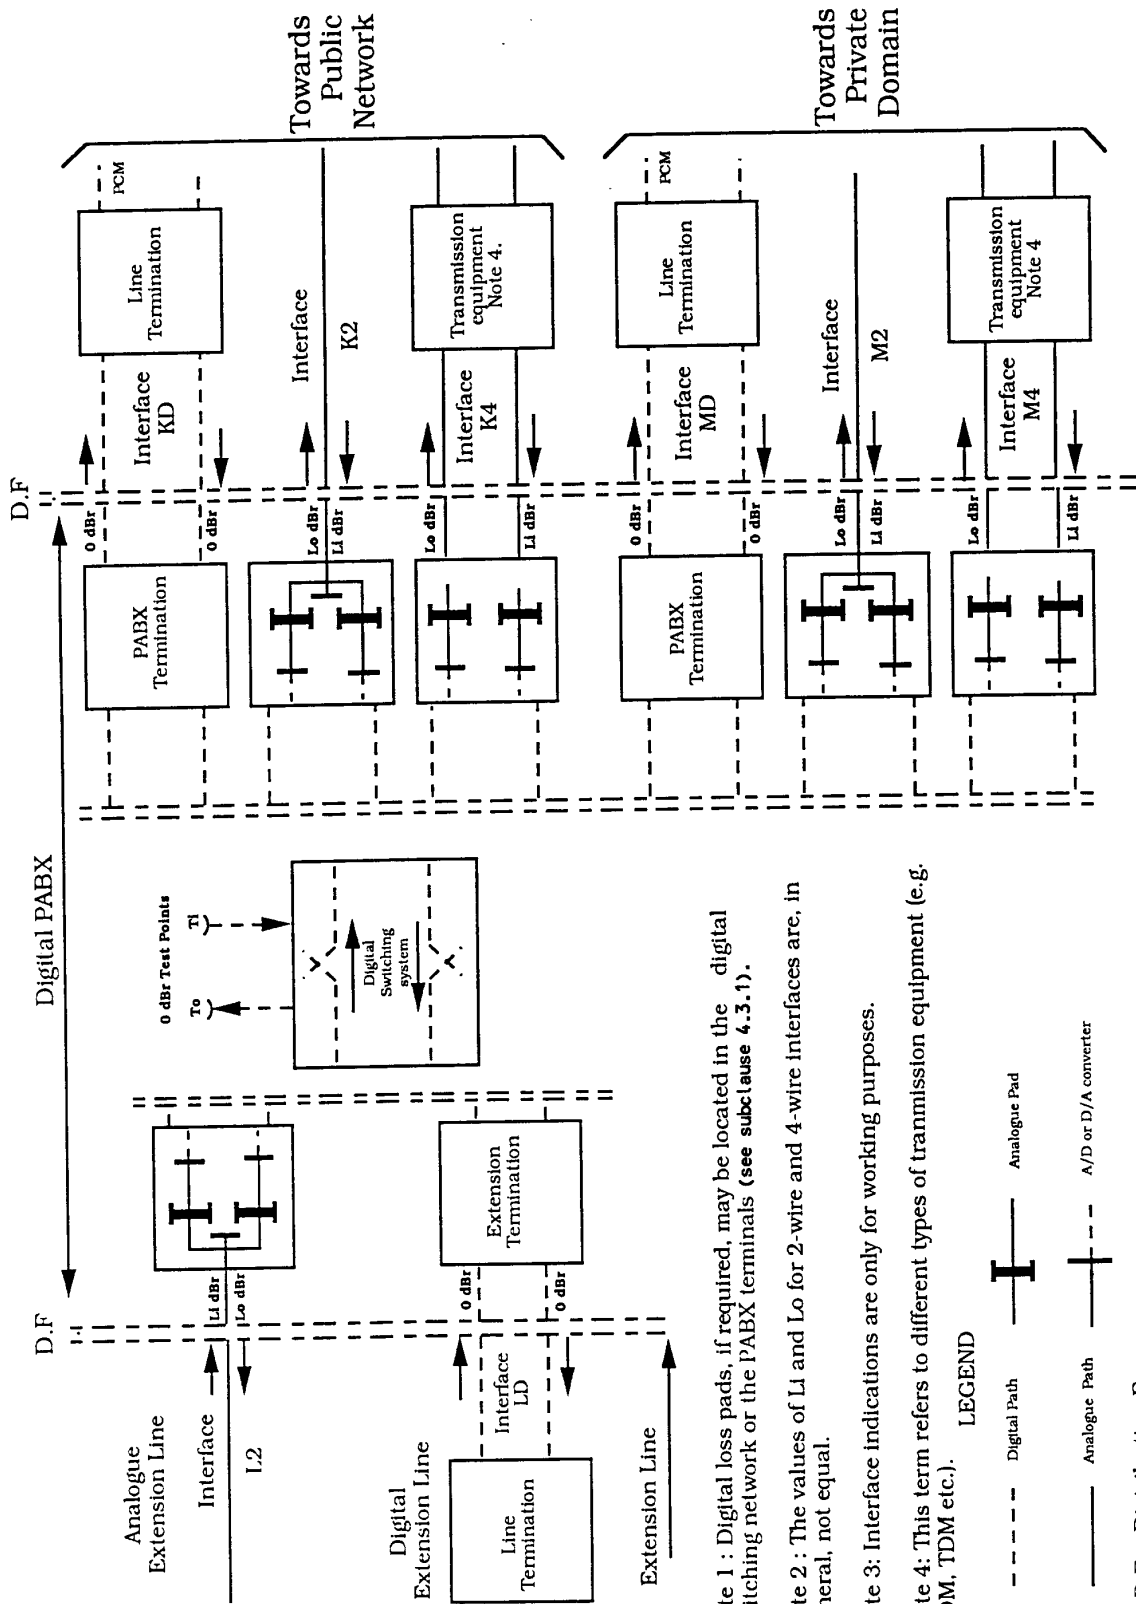 Digital PABX
D.F
D.F
Analogue
Extension Line
Interface
L2
Li dBr
Lo dBr
Digital
Extension Line
Line
Termination
Interface
LD
0 dBr
0 dBr
Extension
Termination
Extension Line
0 dBr Test Points
To
Ti
Digital
Switching
system
PABX
Termination
0 dBr
0 dBr
Interface
KD
Line
Termination
PCM
Lo dBr
Li dBr
Interface
K2
Lo dBr
Li dBr
Interface
K4
Transmission
equipment
Note 4.
Towards
Public
Network
PABX
Termination
0 dBr
0 dBr
Interface
MD
Line
Termination
PCM
Lo dBr
Li dBr
Interface
M2
Lo dBr
Li dBr
Interface
M4
Transmission
equipment
Note 4
Towards
Private
Domain
te 1 : Digital loss pads, if required, may be located in the digital
itching network or the PABX terminals (see subclause 4.3.1).
te 2 : The values of Li and Lo for 2-wire and 4-wire interfaces are, in
neral, not equal.
te 3: Interface indications are only for working purposes.
te 4: This term refers to different types of tranmission equipment (e.g.
DM, TDM etc.).
LEGEND
Digital Path
Analogue Pad
Analogue Path
A/D or D/A converter